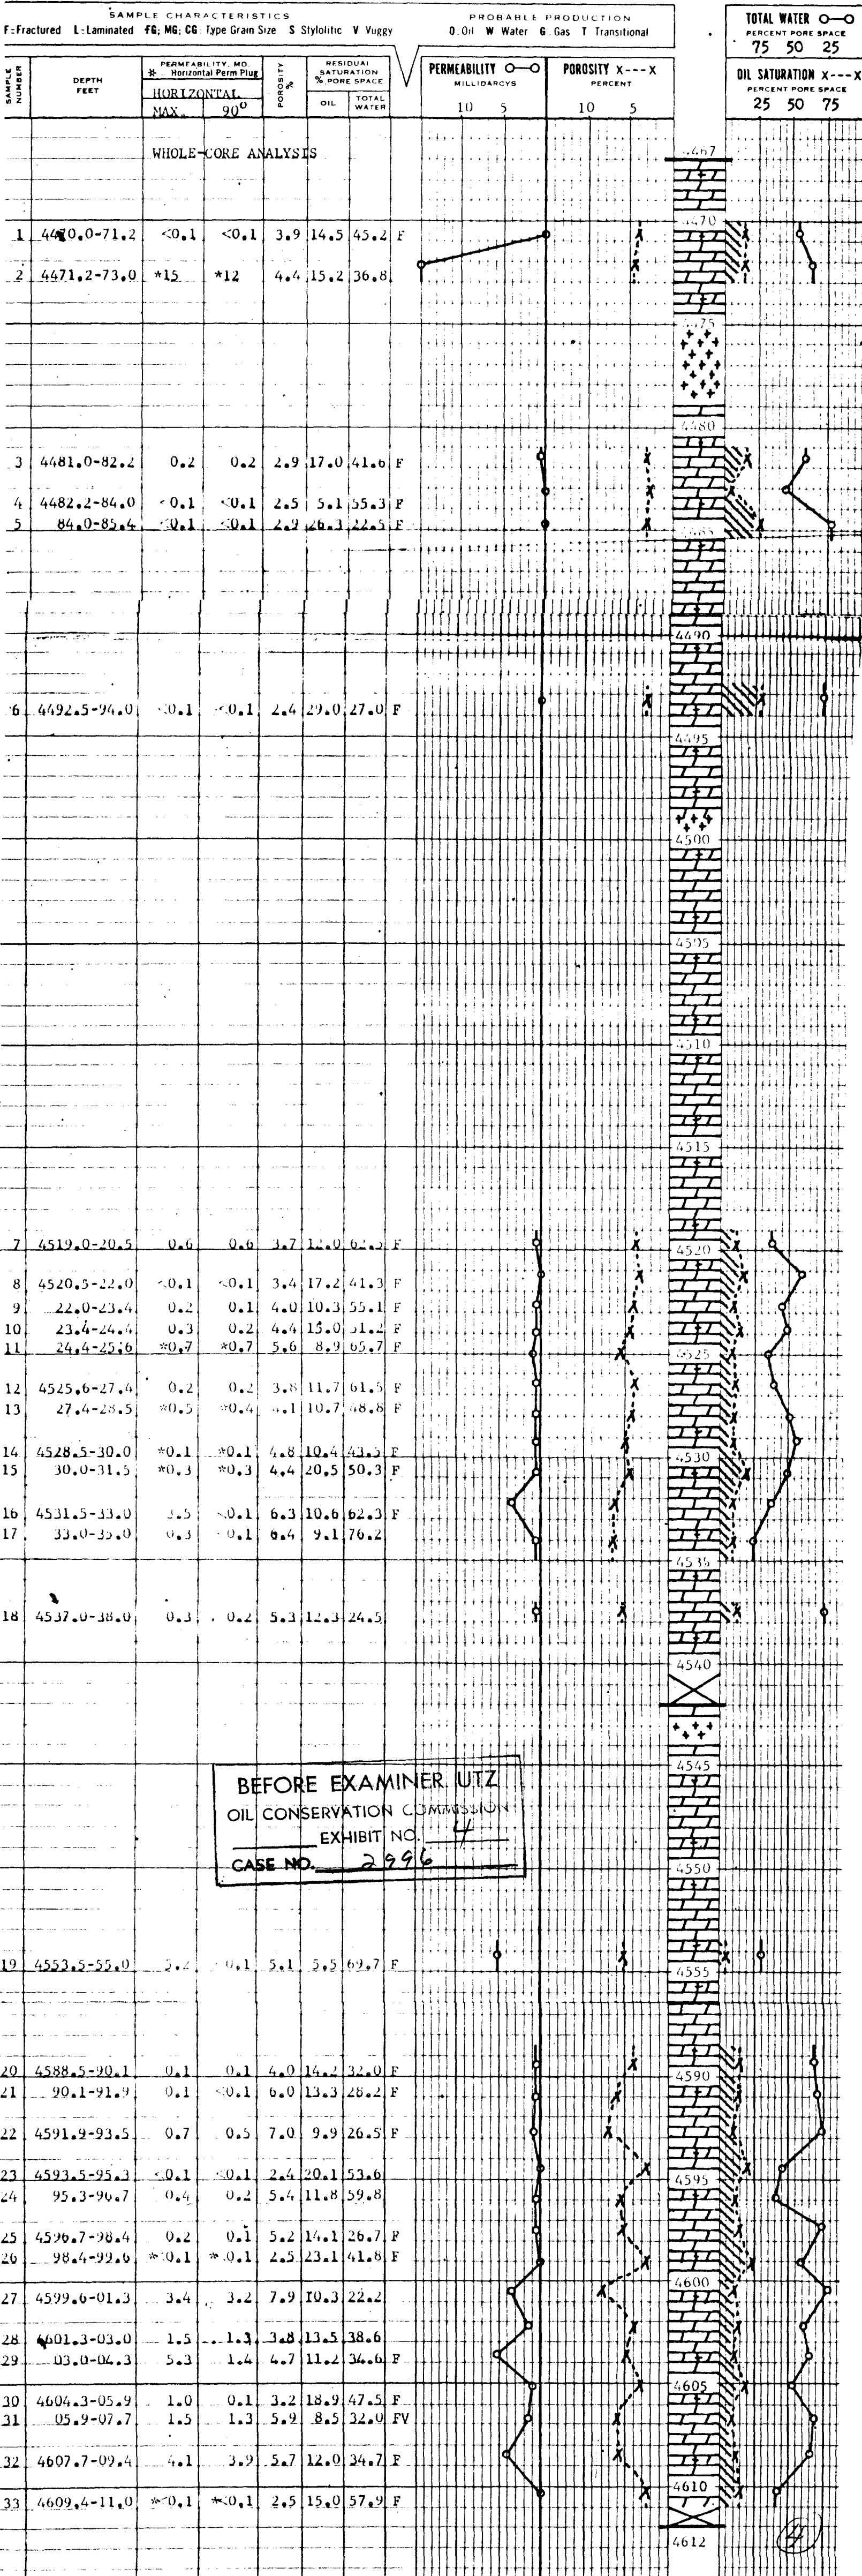 SAMPLE CHARACTERISTICS
F=Fractured L=Laminated FG; MG; CG Type Grain Size S Stylolitic V Vuggy
PROBABLE PRODUCTION
O Oil W Water G Gas T Transitional
TOTAL WATER O—O
PERCENT PORE SPACE
75 50 25
SAMPLE NUMBER
DEPTH FEET
PERMEABILITY, MD.
* Horizontal Perm Plug
HORIZONTAL
MAX. 90°
POROSITY %
RESIDUAL SATURATION % PORE SPACE
OIL TOTAL WATER
PERMEABILITY O—O
MILLIDARCYS
10 5
POROSITY X----X
PERCENT
10 5
OIL SATURATION X---X
PERCENT PORE SPACE
25 50 75
WHOLE-CORE ANALYSIS
4467
4470
1 4470.0-71.2 <0.1 <0.1 3.9 14.5 45.2 F
2 4471.2-73.0 *15 *12 4.4 15.2 36.8
4475
4480
3 4481.0-82.2 0.2 0.2 2.9 17.0 41.6 F
4 4482.2-84.0 <0.1 <0.1 2.5 5.1 55.3 F
5 84.0-85.4 <0.1 <0.1 2.9 26.3 22.5 F
4490
6 4492.5-94.0 <0.1 <0.1 2.4 29.0 27.0 F
4495
4500
4505
4510
4515
7 4519.0-20.5 0.6 0.6 3.7 12.0 62.5 F
4520
8 4520.5-22.0 <0.1 <0.1 3.4 17.2 41.3 F
9 22.0-23.4 0.2 0.1 4.0 10.3 55.1 F
10 23.4-24.4 0.3 0.2 4.4 15.0 51.2 F
11 24.4-25.6 *0.7 *0.7 5.6 8.9 65.7 F
4525
12 4525.6-27.4 0.2 0.2 3.8 11.7 61.5 F
13 27.4-28.5 *0.5 *0.4 4.1 10.7 48.8 F
14 4528.5-30.0 *0.1 *0.1 4.8 10.4 43.5 F
4530
15 30.0-31.5 *0.3 *0.3 4.4 20.5 50.3 F
16 4531.5-33.0 3.5 <0.1 6.3 10.6 62.3 F
17 33.0-35.0 0.3 0.1 6.4 9.1 76.2
4535
18 4537.0-38.0 0.3 0.2 5.3 12.3 24.5
4540
4545
BEFORE EXAMINER UTZ
OIL CONSERVATION COMMISSION
EXHIBIT NO. 4
CASE NO. 2996
4550
19 4553.5-55.0 5.2 0.1 5.1 5.5 69.7 F
4555
20 4588.5-90.1 0.1 0.1 4.0 14.2 32.0 F
4590
21 90.1-91.9 0.1 <0.1 6.0 13.3 28.2 F
22 4591.9-93.5 0.7 0.5 7.0 9.9 26.5 F
23 4593.5-95.3 <0.1 <0.1 2.4 20.1 53.6
4595
24 95.3-96.7 0.4 0.2 5.4 11.8 59.8
25 4596.7-98.4 0.2 0.1 5.2 14.1 26.7 F
26 98.4-99.6 *<0.1 *<0.1 2.5 23.1 41.8 F
4600
27 4599.6-01.3 3.4 3.2 7.9 10.3 22.2
28 4601.3-03.0 1.5 1.3 3.8 13.5 38.6
29 03.0-04.3 5.3 1.4 4.7 11.2 34.6 F
4605
30 4604.3-05.9 1.0 0.1 3.2 18.9 47.5 F
31 05.9-07.7 1.5 1.3 5.9 8.5 32.0 FV
32 4607.7-09.4 4.1 3.9 5.7 12.0 34.7 F
4610
33 4609.4-11.0 *<0.1 *<0.1 2.5 15.0 57.9 F
4612
4